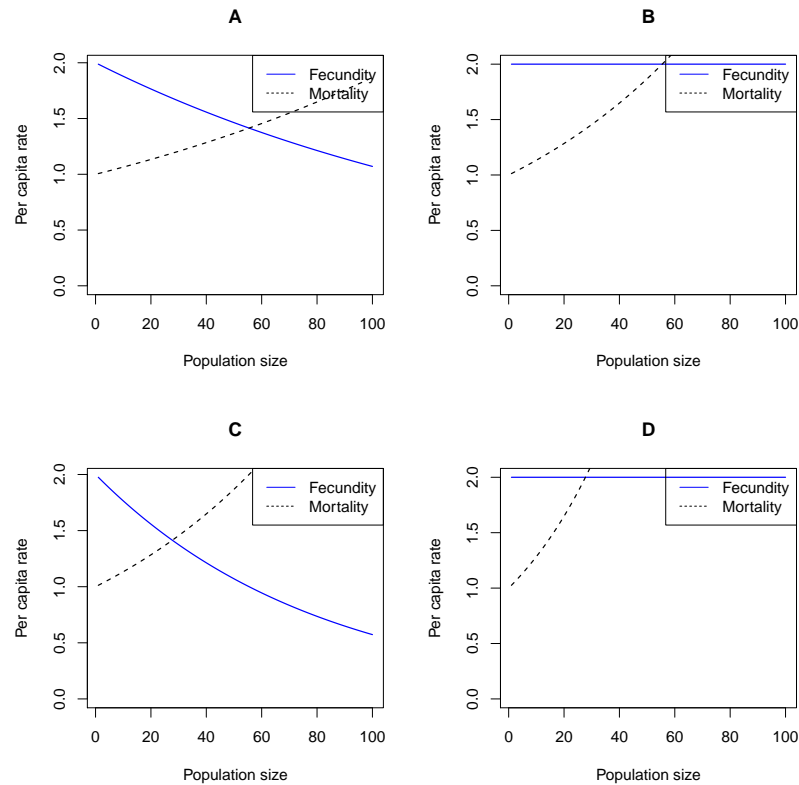 A
Fecundity
Mortality
Per capita rate
0.0 0.5 1.0 1.5 2.0
0 20 40 60 80 100
Population size
B
Fecundity
Mortality
Per capita rate
0.0 0.5 1.0 1.5 2.0
0 20 40 60 80 100
Population size
C
Fecundity
Mortality
Per capita rate
0.0 0.5 1.0 1.5 2.0
0 20 40 60 80 100
Population size
D
Fecundity
Mortality
Per capita rate
0.0 0.5 1.0 1.5 2.0
0 20 40 60 80 100
Population size